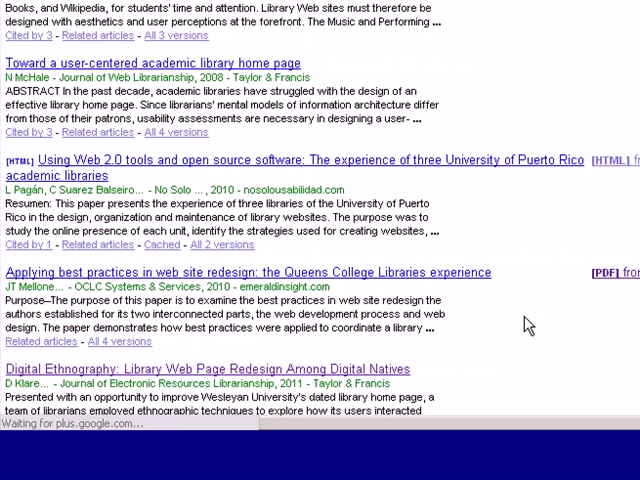 Books, and Wikipedia, for students' time and attention. Library Web sites must therefore be
designed with aesthetics and user perceptions at the forefront. The Music and Performing ...
Cited by 3 - Related articles - All 3 versions
Toward a user-centered academic library home page
N McHale - Journal of Web Librarianship, 2008 - Taylor & Francis
ABSTRACT In the past decade, academic libraries have struggled with the design of an
effective library home page. Since librarians' mental models of information architecture differ
from those of their patrons, usability assessments are necessary in designing a user- ...
Cited by 3 - Related articles - All 4 versions
[HTML] Using Web 2.0 tools and open source software: The experience of three University of Puerto Rico [HTML] fr
academic libraries
L Pagán, C Suarez Balseiro... - No Solo ..., 2010 - nosolousabilidad.com
Resumen: This paper presents the experience of three libraries of the University of Puerto
Rico in the design, organization and maintenance of library websites. The purpose was to
study the online presence of each unit, identify the strategies used for creating websites, ...
Cited by 1 - Related articles - Cached - All 2 versions
Applying best practices in web site redesign: the Queens College Libraries experience [PDF] from
JT Mellone... - OCLC Systems & Services, 2010 - emeraldinsight.com
Purpose–The purpose of this paper is to examine the best practices in web site redesign the
authors established for its two interconnected parts, the web development process and web
design. The paper demonstrates how best practices were applied to coordinate a library ...
Related articles - All 4 versions
Digital Ethnography: Library Web Page Redesign Among Digital Natives
D Klare... - Journal of Electronic Resources Librarianship, 2011 - Taylor & Francis
Presented with an opportunity to improve Wesleyan University's dated library home page, a
team of librarians employed ethnographic techniques to explore how its users interacted
Waiting for plus.google.com...